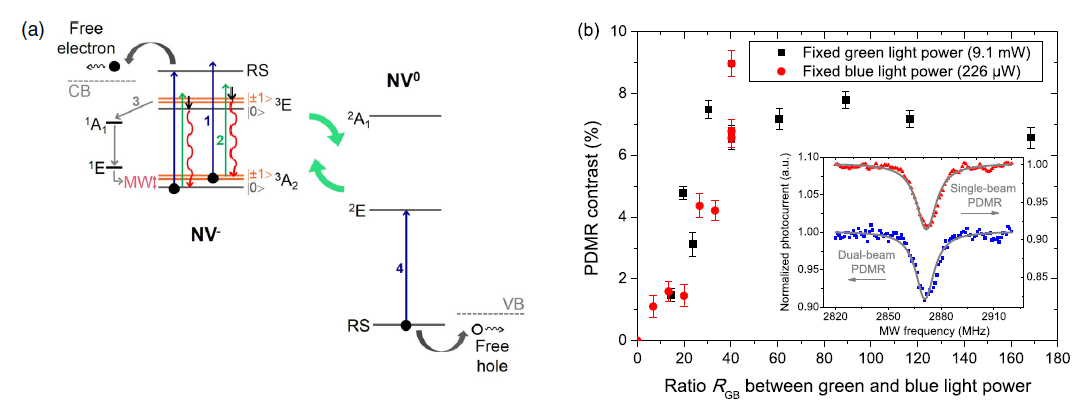 (a)
Free
electron
CB
RS
NV⁰
3
|±1>
³E
|0>
¹A₁
1
2
²A₁
¹E
MW
|±1>
³A₂
|0>
NV⁻
²E
4
VB
RS
Free
hole
(b)
PDMR contrast (%)
10
8
6
4
2
0
0 20 40 60 80 100 120 140 160 180
Ratio R_GB between green and blue light power
Fixed green light power (9.1 mW)
Fixed blue light power (226 µW)
Normalized photocurrent (a.u.)
1.10
1.05
1.00
0.95
0.90
1.00
0.95
0.90
0.85
Single-beam
PDMR
Dual-beam
PDMR
2820 2850 2880 2910
MW frequency (MHz)